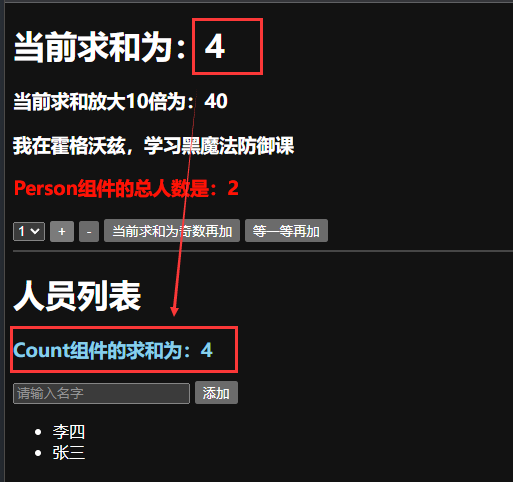 当前求和为：4
当前求和放大10倍为：40
我在霍格沃兹，学习黑魔法防御课
Person组件的总人数是：2
1 + - 当前求和为奇数再加 等一等再加
人员列表
Count组件的求和为：4
请输入名字 添加
李四
张三